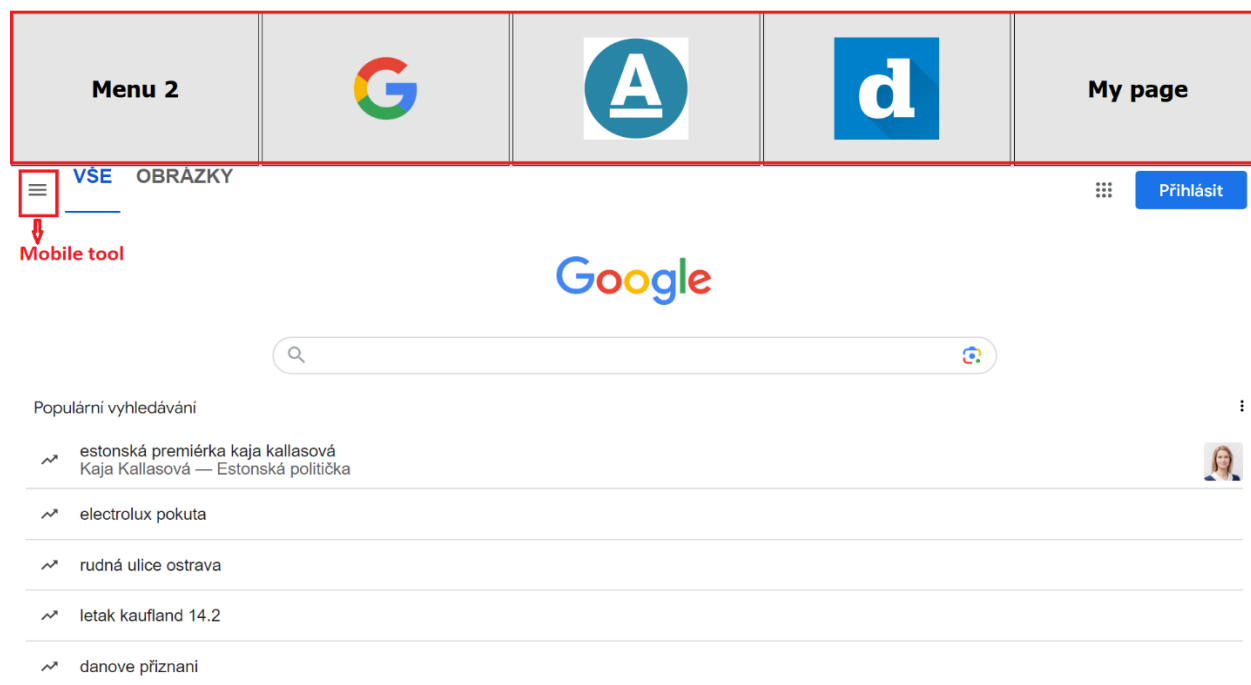 Menu 2
G
A
d
My page
VŠE OBRÁZKY
Přihlásit
Mobile tool
Google
Populární vyhledávání
estonská premiérka kaja kallasová
Kaja Kallasová — Estonská politička
electrolux pokuta
rudná ulice ostrava
letak kaufland 14.2
danove přiznani